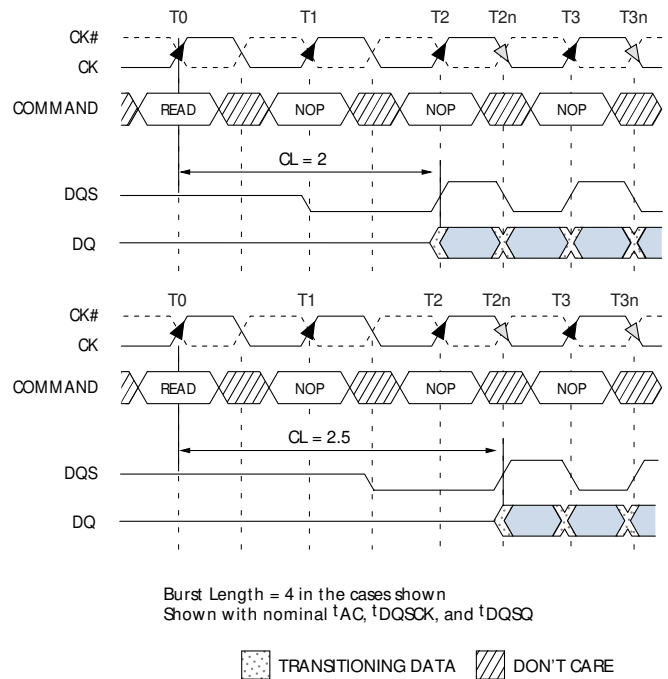 T0 T1 T2 T2n T3 T3n
CK#
CK
COMMAND READ NOP NOP NOP
CL = 2
DQS
DQ
T0 T1 T2 T2n T3 T3n
CK#
CK
COMMAND READ NOP NOP NOP
CL = 2.5
DQS
DQ
Burst Length = 4 in the cases shown
Shown with nominal tAC, tDQSCK, and tDQSQ
TRANSITIONING DATA DON'T CARE